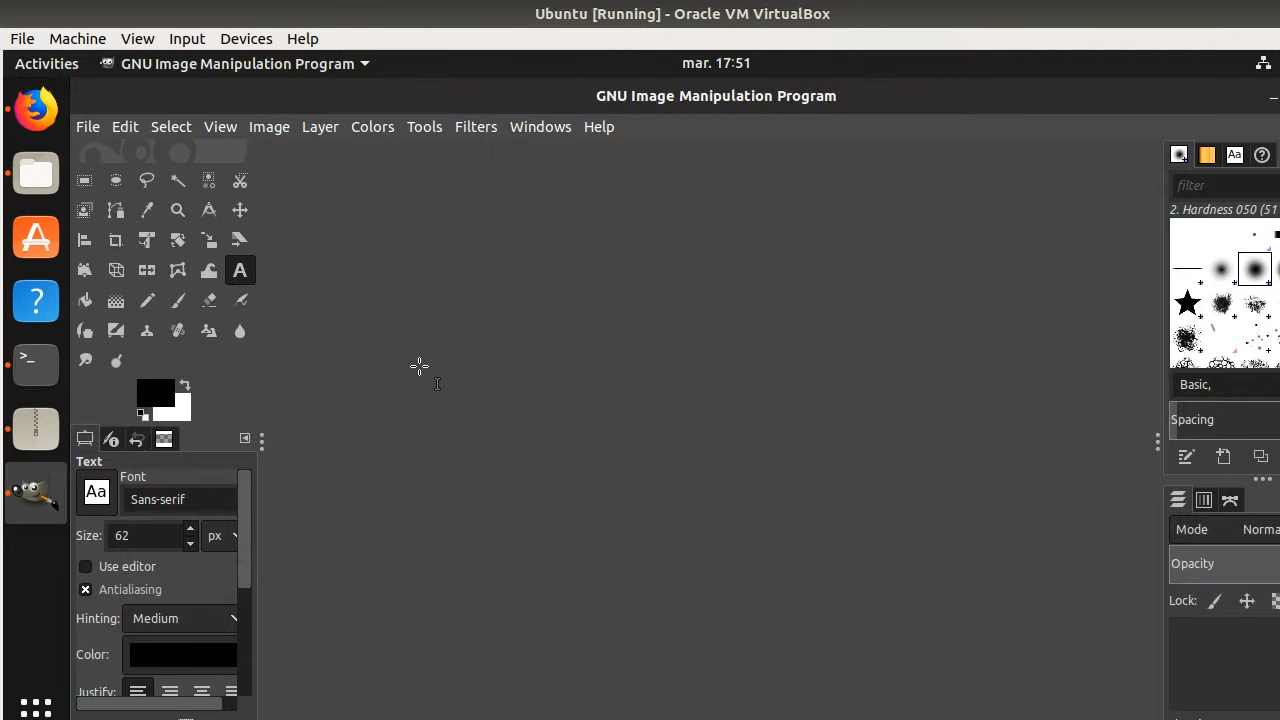 Ubuntu [Running] - Oracle VM VirtualBox
File Machine View Input Devices Help
Activities GNU Image Manipulation Program mar. 17:51
GNU Image Manipulation Program
File Edit Select View Image Layer Colors Tools Filters Windows Help
Aa
filter
2. Hardness 050 (51
A
Basic,
Spacing
Text
Font
Aa Sans-serif
Size: 62 px
Use editor
Antialiasing
Hinting: Medium
Color:
Justify:
Mode Norma
Opacity
Lock: